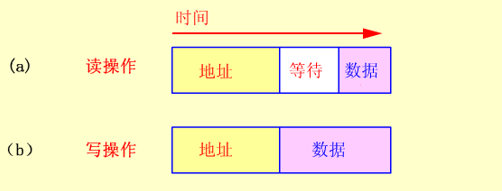 时间
(a) 读操作 地址 等待 数据
(b) 写操作 地址 数据